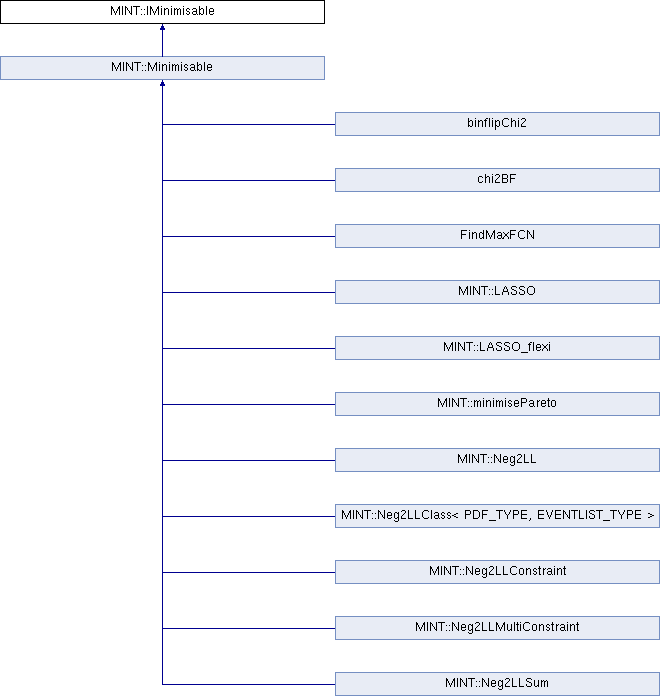 MINT::IMinimisable
MINT::Minimisable
binflipChi2
chi2BF
FindMaxFCN
MINT::LASSO
MINT::LASSO_flexi
MINT::minimisePareto
MINT::Neg2LL
MINT::Neg2LLClass< PDF_TYPE, EVENTLIST_TYPE >
MINT::Neg2LLConstraint
MINT::Neg2LLMultiConstraint
MINT::Neg2LLSum